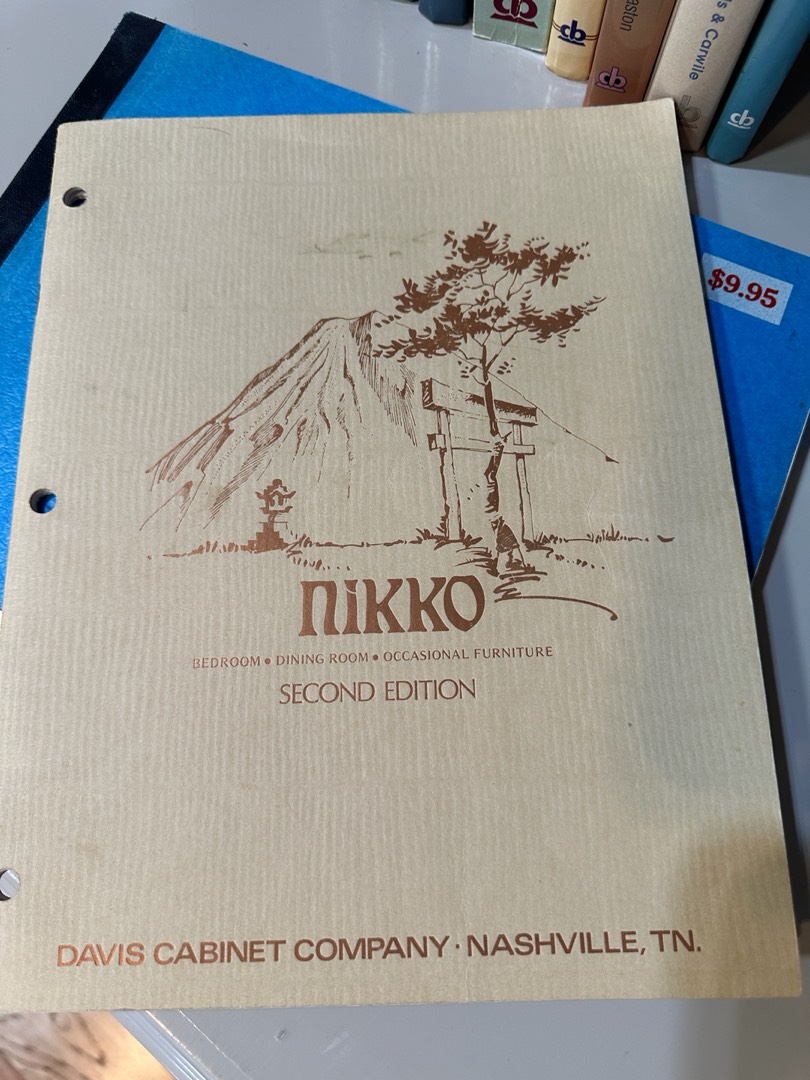 cb
cb
aston
cb
ls & Carwile
cb
$9.95
NiKKO
BEDROOM • DINING ROOM • OCCASIONAL FURNITURE
SECOND EDITION
DAVIS CABINET COMPANY · NASHVILLE, TN.